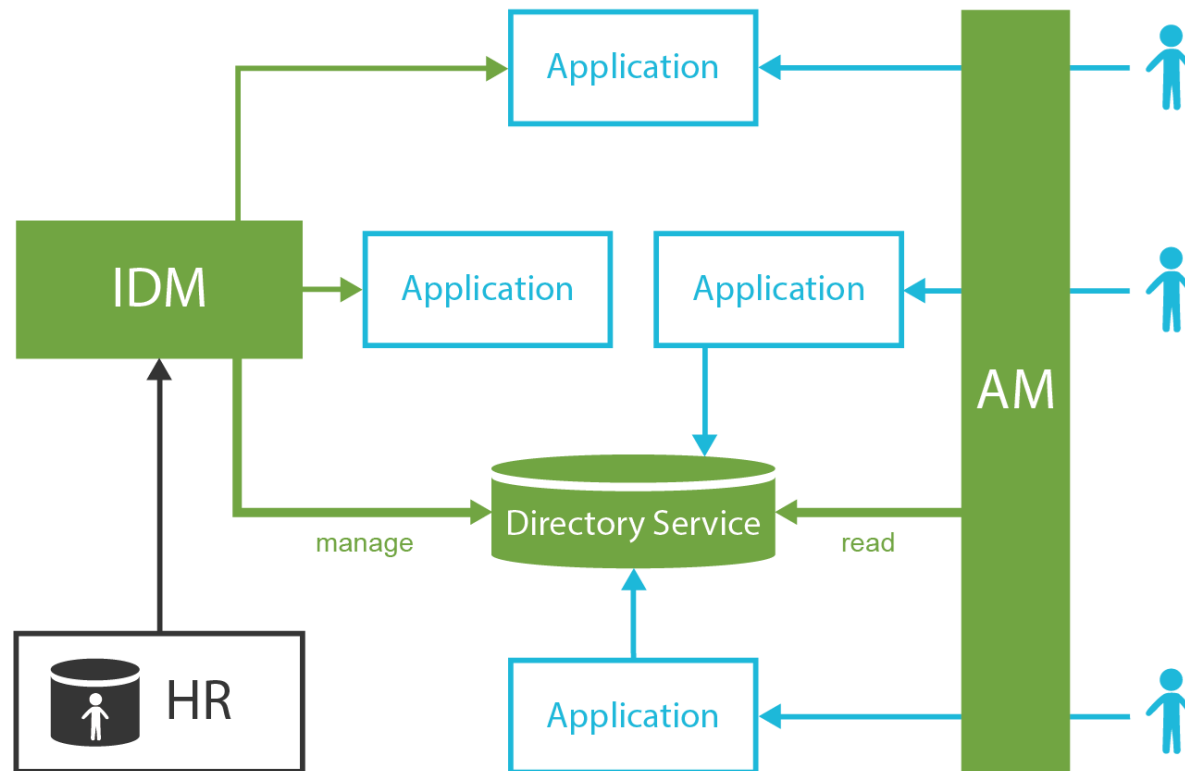 Application
IDM
Application
Application
AM
Directory Service
manage
read
HR
Application